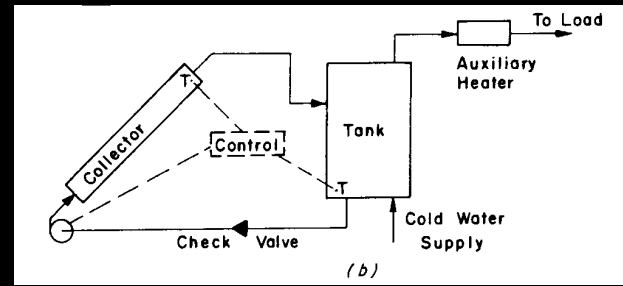 To Load
Auxiliary
Heater
T
Collector
Control
Tank
T
Cold Water
Supply
Check Valve
(b)